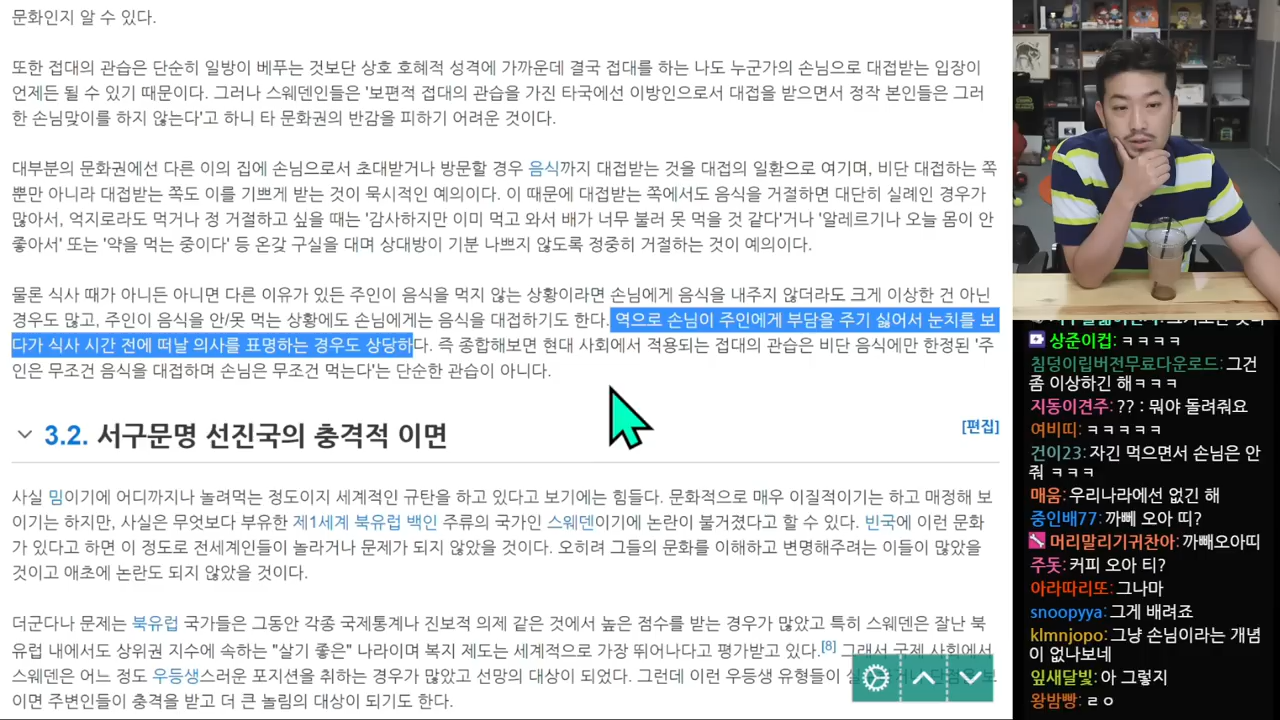 문화인지 알 수 있다.
또한 접대의 관습은 단순히 일방이 베푸는 것보단 상호 호혜적 성격에 가까운데 결국 접대를 하는 나도 누군가의 손님으로 대접받는 입장이
언제든 될 수 있기 때문이다. 그러나 스웨덴인들은 '보편적 접대의 관습을 가진 타국에선 이방인으로서 대접을 받으면서 정작 본인들은 그러
한 손님맞이를 하지 않는다'고 하니 타 문화권의 반감을 피하기 어려운 것이다.
대부분의 문화권에선 다른 이의 집에 손님으로서 초대받거나 방문할 경우 음식까지 대접받는 것을 대접의 일환으로 여기며, 비단 대접하는 쪽
뿐만 아니라 대접받는 쪽도 이를 기쁘게 받는 것이 묵시적인 예의이다. 이 때문에 대접받는 쪽에서도 음식을 거절하면 대단히 실례인 경우가
많아서, 억지로라도 먹거나 정 거절하고 싶을 때는 '감사하지만 이미 먹고 와서 배가 너무 불러 못 먹을 것 같다'거나 '알레르기나 오늘 몸이 안
좋아서' 또는 '약을 먹는 중이다' 등 온갖 구실을 대며 상대방이 기분 나쁘지 않도록 정중히 거절하는 것이 예의이다.
물론 식사 때가 아니든 아니면 다른 이유가 있든 주인이 음식을 먹지 않는 상황이라면 손님에게 음식을 내주지 않더라도 크게 이상한 건 아닌
경우도 많고, 주인이 음식을 안/못 먹는 상황에도 손님에게는 음식을 대접하기도 한다. 역으로 손님이 주인에게 부담을 주기 싫어서 눈치를 보
다가 식사 시간 전에 떠날 의사를 표명하는 경우도 상당하다. 즉 종합해보면 현대 사회에서 적용되는 접대의 관습은 비단 음식에만 한정된 '주
인은 무조건 음식을 대접하며 손님은 무조건 먹는다'는 단순한 관습이 아니다.
3.2. 서구문명 선진국의 충격적 이면
[편집]
사실 밈이기에 어디까지나 놀려먹는 정도이지 세계적인 규탄을 하고 있다고 보기에는 힘들다. 문화적으로 매우 이질적이기는 하고 매정해 보
이기는 하지만, 사실은 무엇보다 부유한 제1세계 북유럽 백인 주류의 국가인 스웨덴이기에 논란이 불거졌다고 할 수 있다. 빈국에 이런 문화
가 있다고 하면 이 정도로 전세계인들이 놀라거나 문제가 되지 않았을 것이다. 오히려 그들의 문화를 이해하고 변명해주려는 이들이 많았을
것이고 애초에 논란도 되지 않았을 것이다.
더군다나 문제는 북유럽 국가들은 그동안 각종 국제통계나 진보적 의제 같은 것에서 높은 점수를 받는 경우가 많았고 특히 스웨덴은 잘난 북
유럽 내에서도 상위권 지수에 속하는 "살기 좋은" 나라이며 복지 제도는 세계적으로 가장 뛰어나다고 평가받고 있다.[8] 그래서 국제 사회에서
스웨덴은 어느 정도 우등생스러운 포지션을 취하는 경우가 많았고 선망의 대상이 되었다. 그런데 이런 우등생 유형들이
이면 주변인들이 충격을 받고 더 큰 놀림의 대상이 되기도 한다.
상준이컵: ㅋㅋㅋㅋ
침덩이립버전무료다운로드: 그건
좀 이상하긴 해ㅋㅋㅋ
지동이견주: ?? : 뭐야 돌려줘요
여비띠: ㅋㅋㅋㅋㅋ
건이23: 자긴 먹으면서 손님은 안
줘 ㅋㅋㅋ
매움: 우리나라에선 없긴 해
중인배77: 까뻬 오아 띠?
머리말리기귀찬아: 까빼오아띠
주돗: 커피 오아 티?
아라따리또: 그나마
snoopyya: 그게 배려죠
klmnjopo: 그냥 손님이라는 개념
이 없나보네
잎새달빛: 아 그렇지
왕밤빵: ㄹㅇ